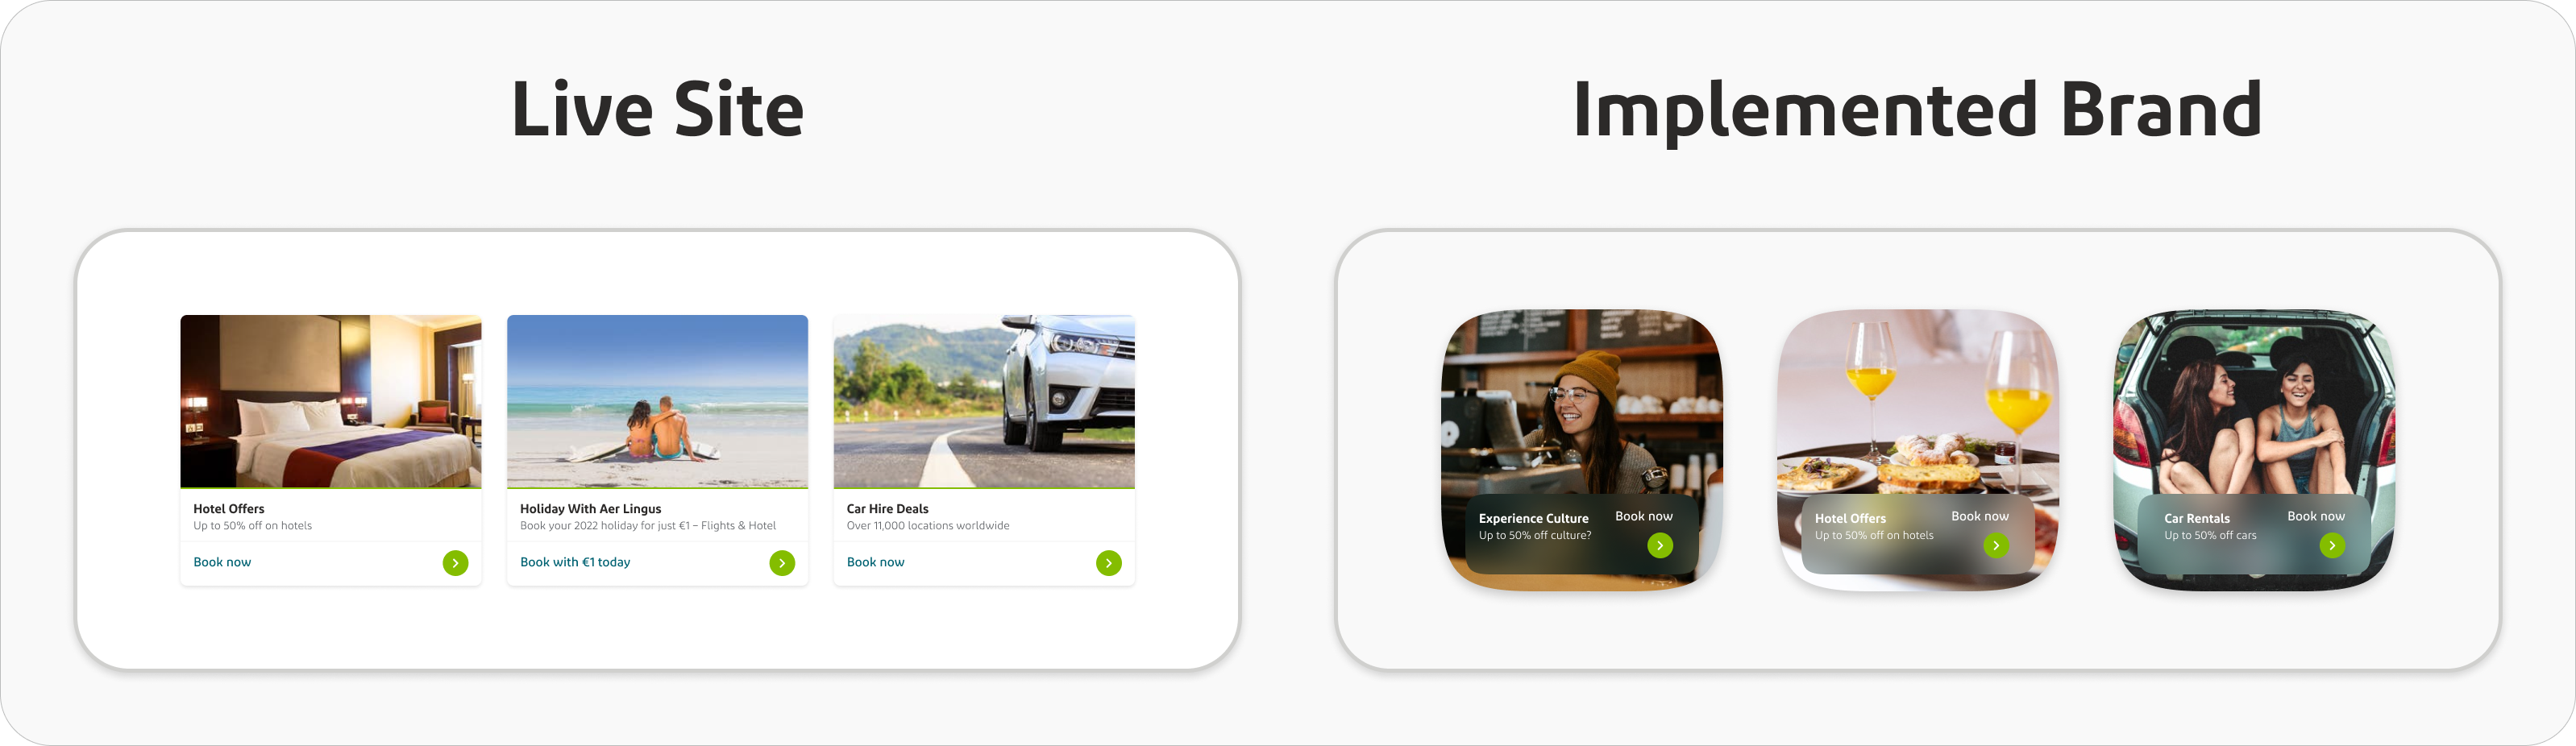 Live Site
Implemented Brand
Hotel Offers
Up to 50% off on hotels
Book now
Holiday With Aer Lingus
Book your 2022 holiday for just €1 – Flights & Hotel
Book with €1 today
Car Hire Deals
Over 11,000 locations worldwide
Book now
Experience Culture
Up to 50% off culture?
Book now
Hotel Offers
Up to 50% off on hotels
Book now
Car Rentals
Up to 50% off cars
Book now